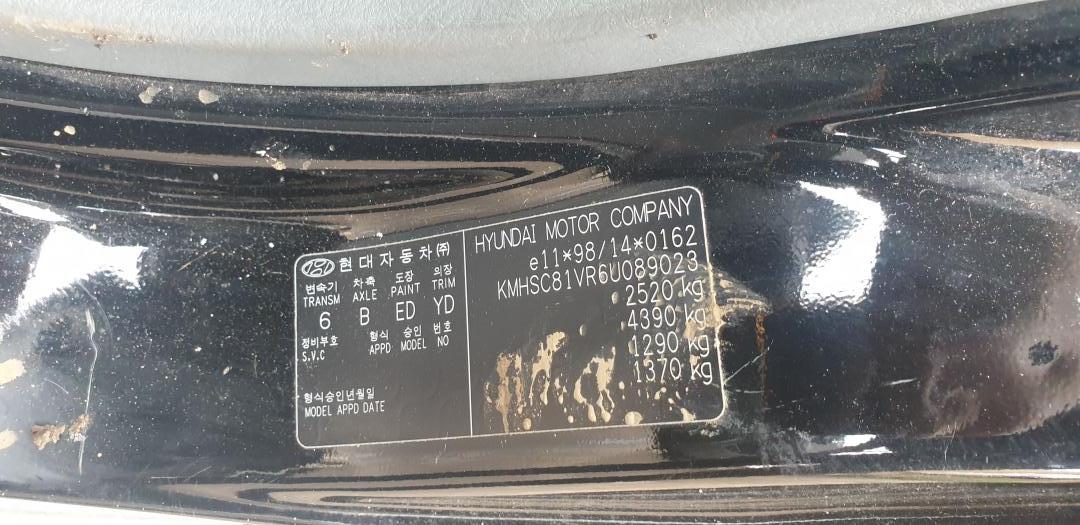 현대자동차(주)
변속기 차축 도장 의장
TRANSM AXLE PAINT TRIM
6 B ED YD
정비부호 형식 승인 번호
S.V.C APPD MODEL NO
형식승인년월일
MODEL APPD DATE
HYUNDAI MOTOR COMPANY
e11*98/14*0162
KMHSC81VR6U089023
2520 kg
4390 kg
1290 kg
1370 kg